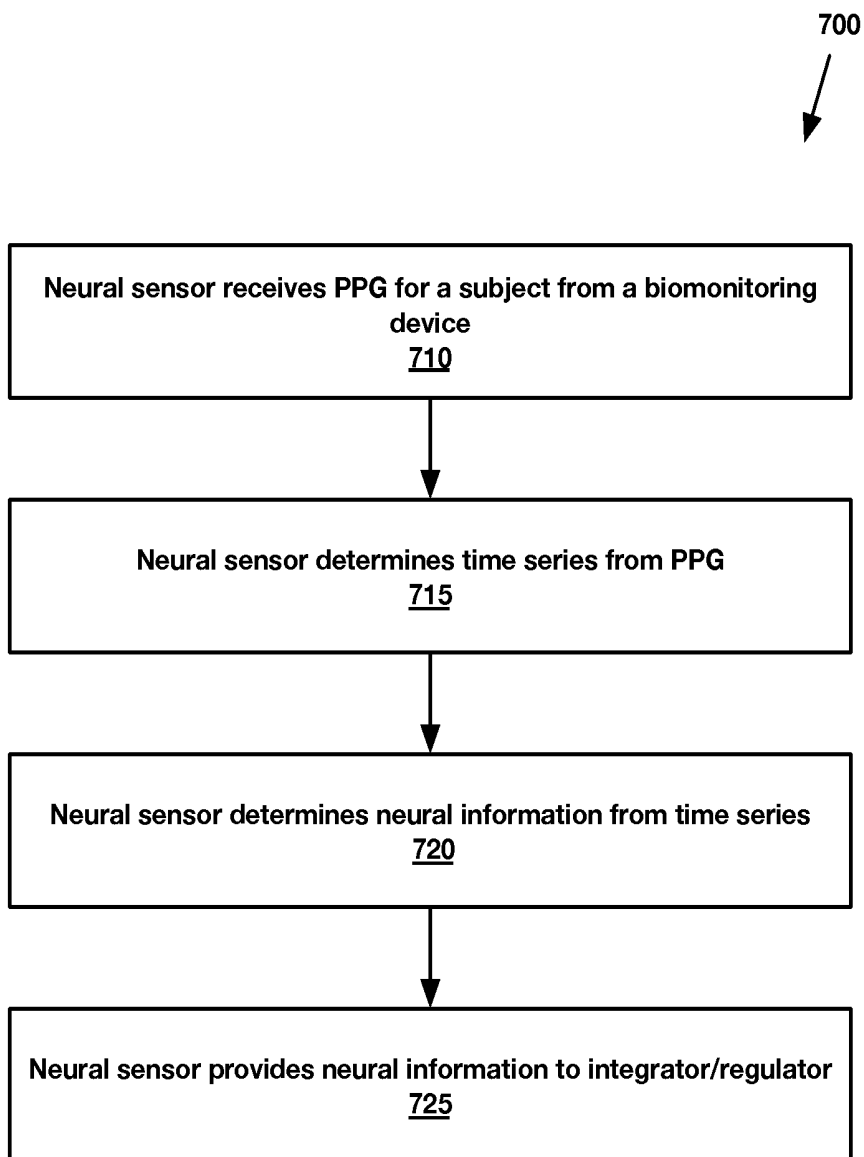 700
Neural sensor receives PPG for a subject from a biomonitoring
device
710
Neural sensor determines time series from PPG
715
Neural sensor determines neural information from time series
720
Neural sensor provides neural information to integrator/regulator
725